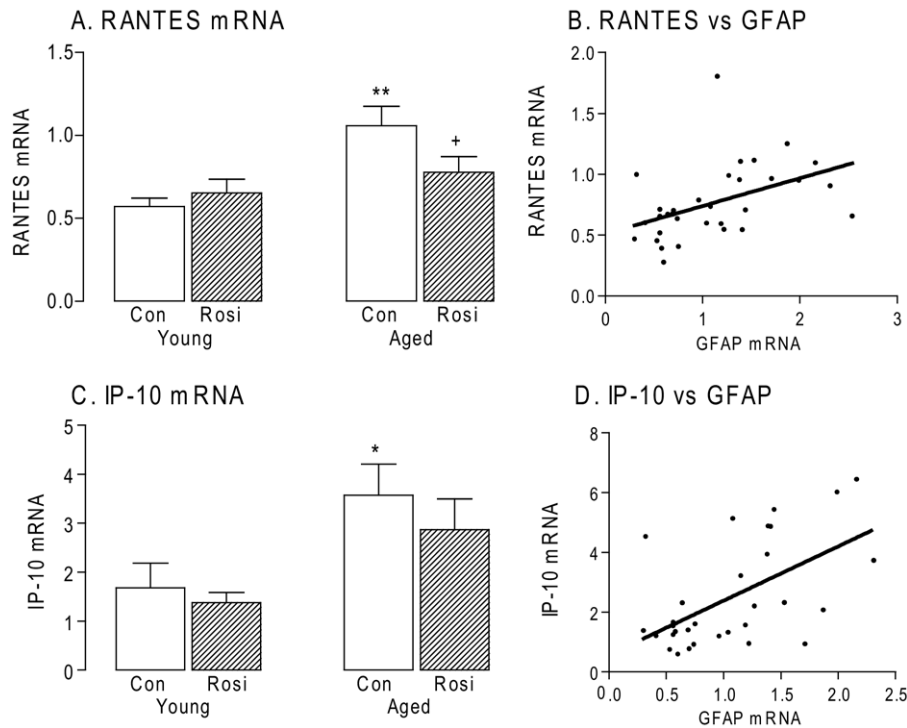 A. RANTES mRNA
RANTES mRNA
1.5
1.0
0.5
0.0
**
+
Con Rosi Con Rosi
Young Aged
B. RANTES vs GFAP
RANTES mRNA
2.0
1.5
1.0
0.5
0.0
0 1 2 3
GFAP mRNA
C. IP-10 mRNA
IP-10 mRNA
5
4
3
2
1
0
*
Con Rosi Con Rosi
Young Aged
D. IP-10 vs GFAP
IP-10 mRNA
8
6
4
2
0
0.0 0.5 1.0 1.5 2.0 2.5
GFAP mRNA